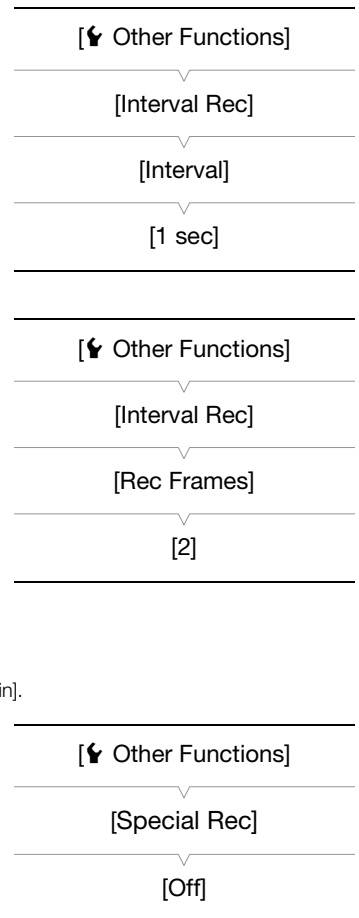 [ Other Functions]
[Interval Rec]
[Interval]
[1 sec]
[ Other Functions]
[Interval Rec]
[Rec Frames]
[2]
in].
[ Other Functions]
[Special Rec]
[Off]